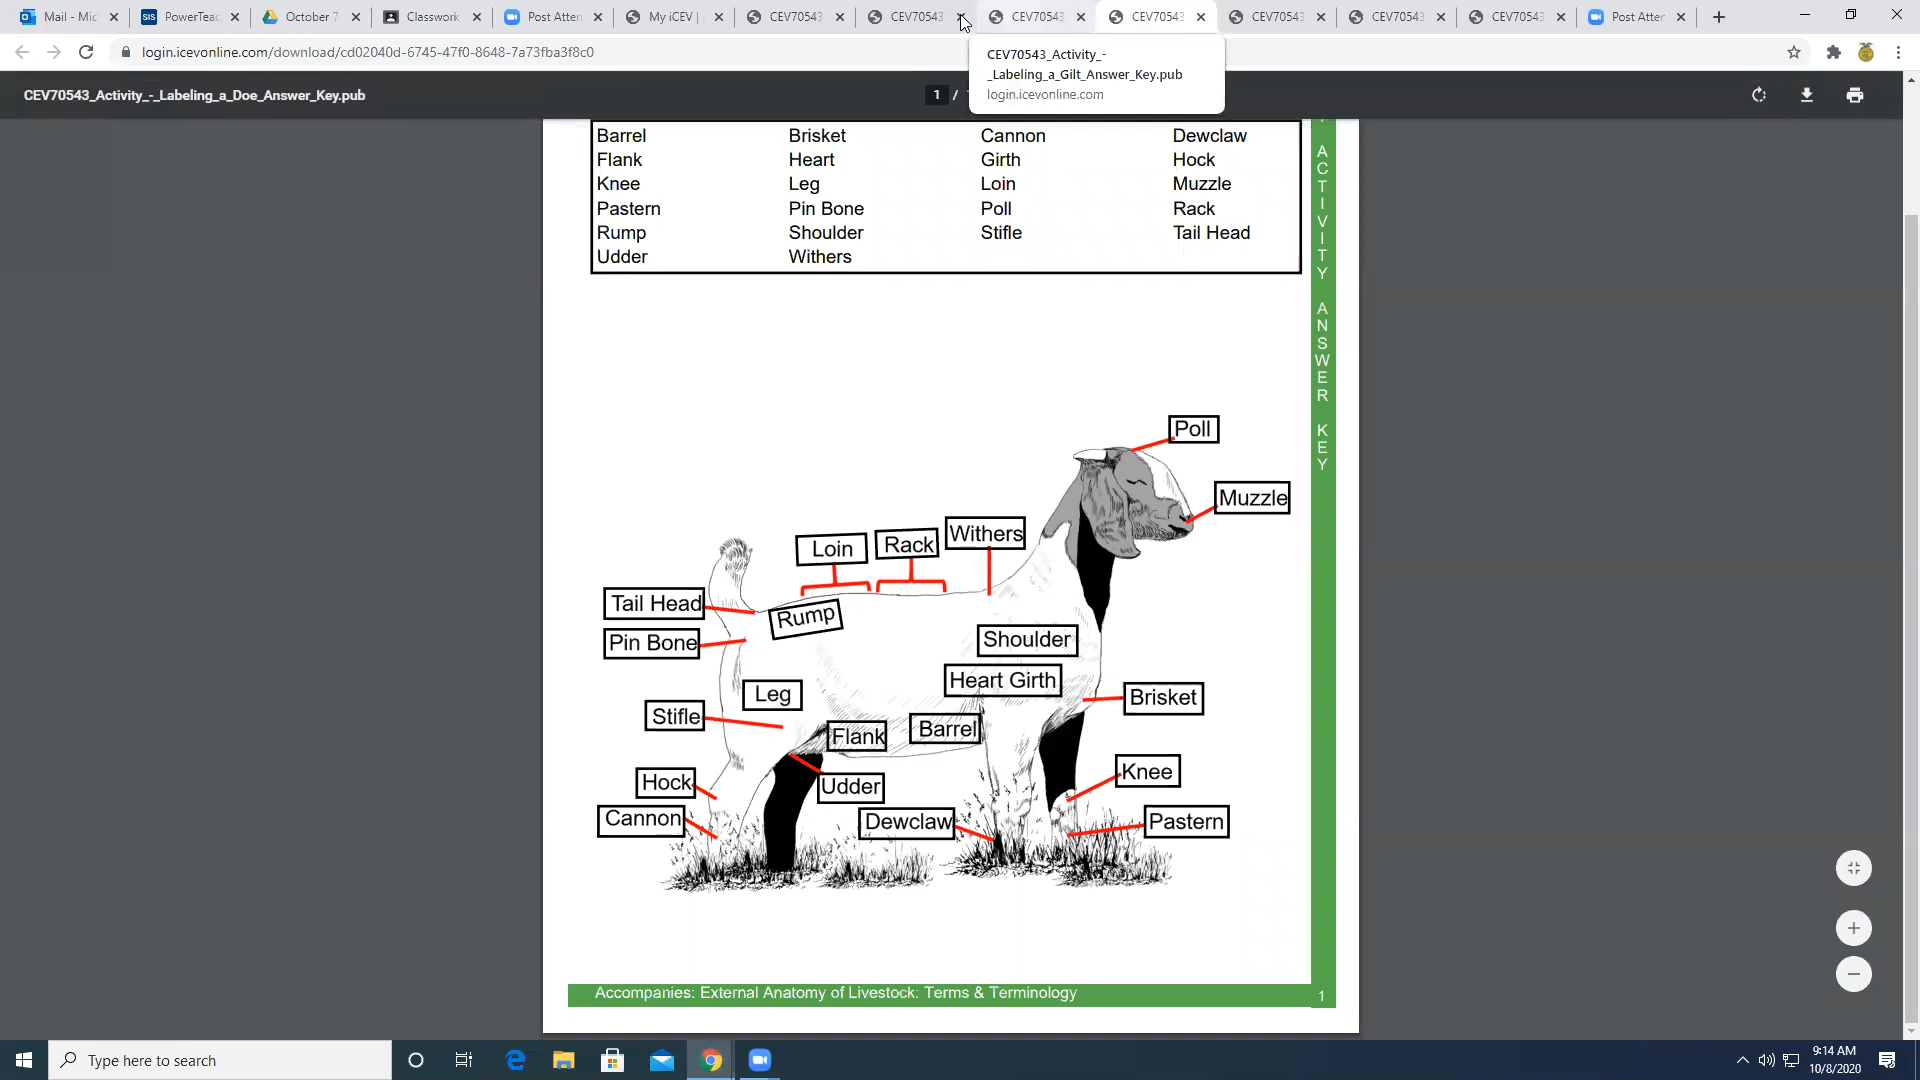 Mail - Mic
PowerTeac
October 7
Classwork
Post Atten
My iCEV |
CEV70543
CEV70543
CEV70543
CEV70543
CEV70543
CEV70543
CEV70543
Post Atter
login.icevonline.com/download/cd02040d-6745-47f0-8648-7a73fba3f8c0
CEV70543_Activity_-
_Labeling_a_Gilt_Answer_Key.pub
login.icevonline.com
CEV70543_Activity_-_Labeling_a_Doe_Answer_Key.pub
1 /
Barrel Brisket Cannon Dewclaw
Flank Heart Girth Hock
Knee Leg Loin Muzzle
Pastern Pin Bone Poll Rack
Rump Shoulder Stifle Tail Head
Udder Withers
ACTIVITY ANSWER KEY
Poll
Muzzle
Withers
Rack
Loin
Tail Head
Rump
Pin Bone
Shoulder
Heart Girth
Leg
Brisket
Stifle
Barrel
Flank
Knee
Hock
Udder
Cannon
Dewclaw
Pastern
Accompanies: External Anatomy of Livestock: Terms & Terminology
1
Type here to search
9:14 AM
10/8/2020